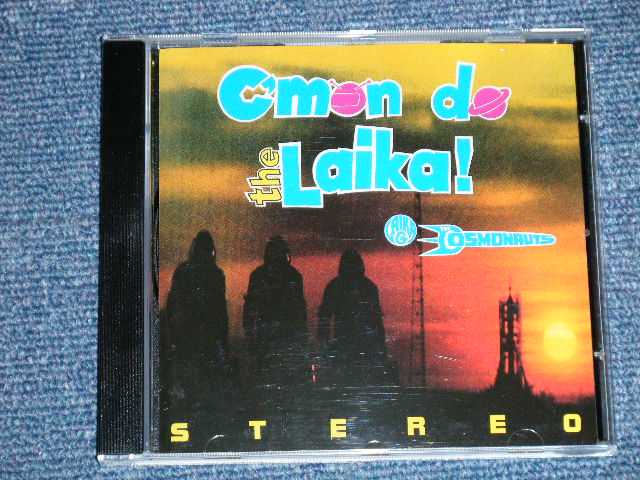 C'mon do
the Laika!
THE COSMONAUTS
STEREO